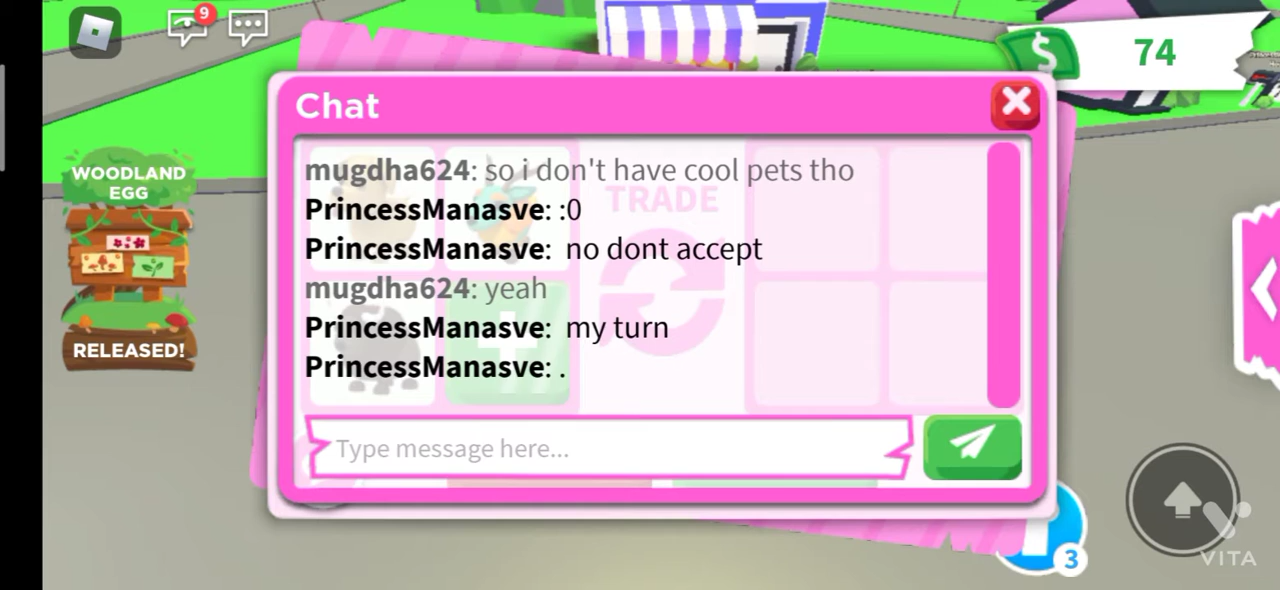 9
74
Chat
mugdha624: so i don't have cool pets tho
TRADE
PrincessManasve: :0
PrincessManasve: no dont accept
mugdha624: yeah
PrincessManasve: my turn
PrincessManasve: .
Type message here...
WOODLAND
EGG
RELEASED!
3
VITA